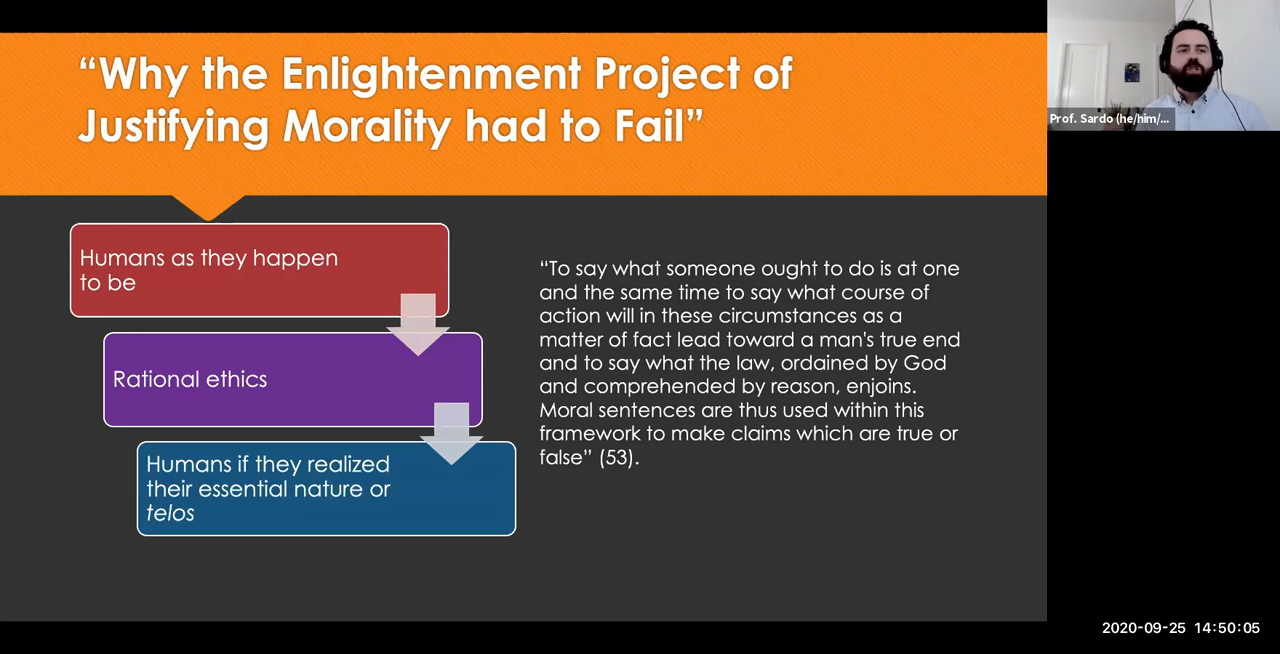 “Why the Enlightenment Project of
Justifying Morality had to Fail”
Humans as they happen
to be
Rational ethics
Humans if they realized
their essential nature or
telos
“To say what someone ought to do is at one
and the same time to say what course of
action will in these circumstances as a
matter of fact lead toward a man's true end
and to say what the law, ordained by God
and comprehended by reason, enjoins.
Moral sentences are thus used within this
framework to make claims which are true or
false” (53).
Prof. Sardo (he/him/...
2020-09-25 14:50:05